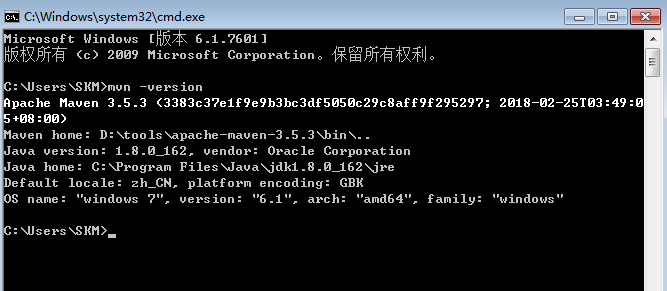 C:\Windows\system32\cmd.exe
Microsoft Windows [版本 6.1.7601]
版权所有 (c) 2009 Microsoft Corporation。保留所有权利。
C:\Users\SKM>mvn -version
Apache Maven 3.5.3 (3383c37e1f9e9b3bc3df5050c29c8aff9f295297; 2018-02-25T03:49:0
5+08:00)
Maven home: D:\tools\apache-maven-3.5.3\bin\..
Java version: 1.8.0_162, vendor: Oracle Corporation
Java home: C:\Program Files\Java\jdk1.8.0_162\jre
Default locale: zh_CN, platform encoding: GBK
OS name: "windows 7", version: "6.1", arch: "amd64", family: "windows"
C:\Users\SKM>